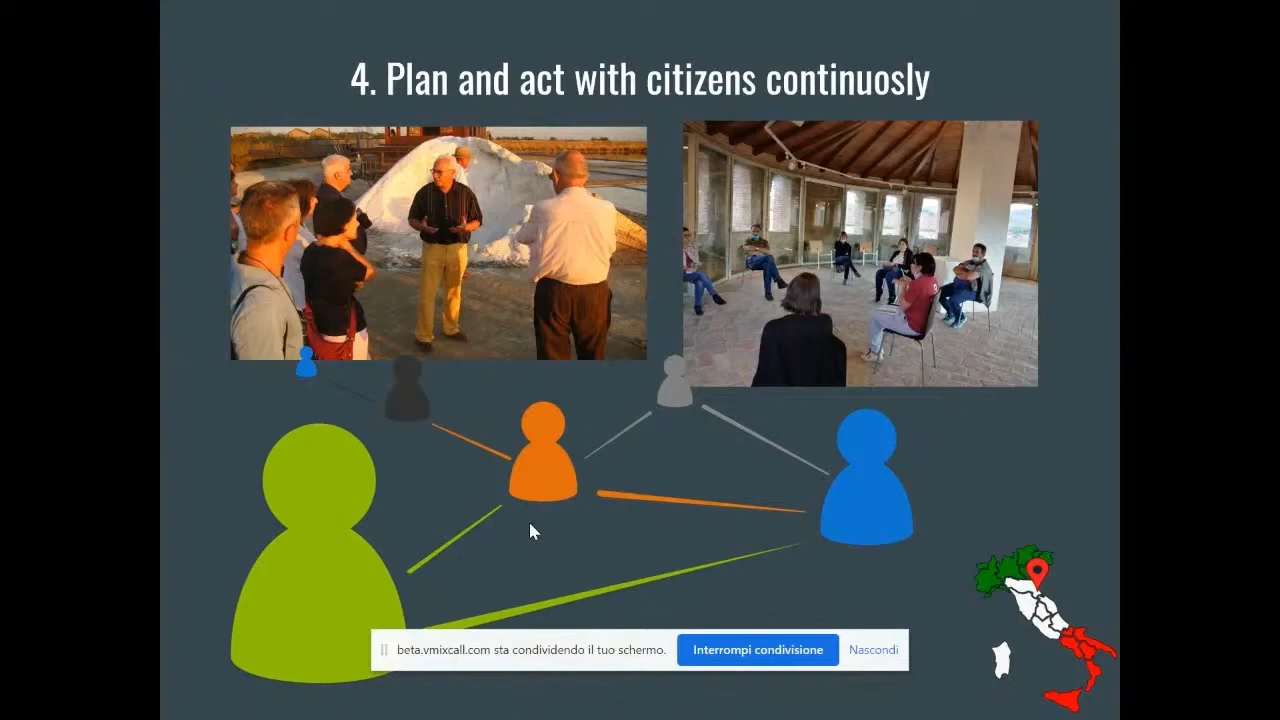 4. Plan and act with citizens continuosly
beta.vmixcall.com sta condividendo il tuo schermo. Interrompi condivisione Nascondi